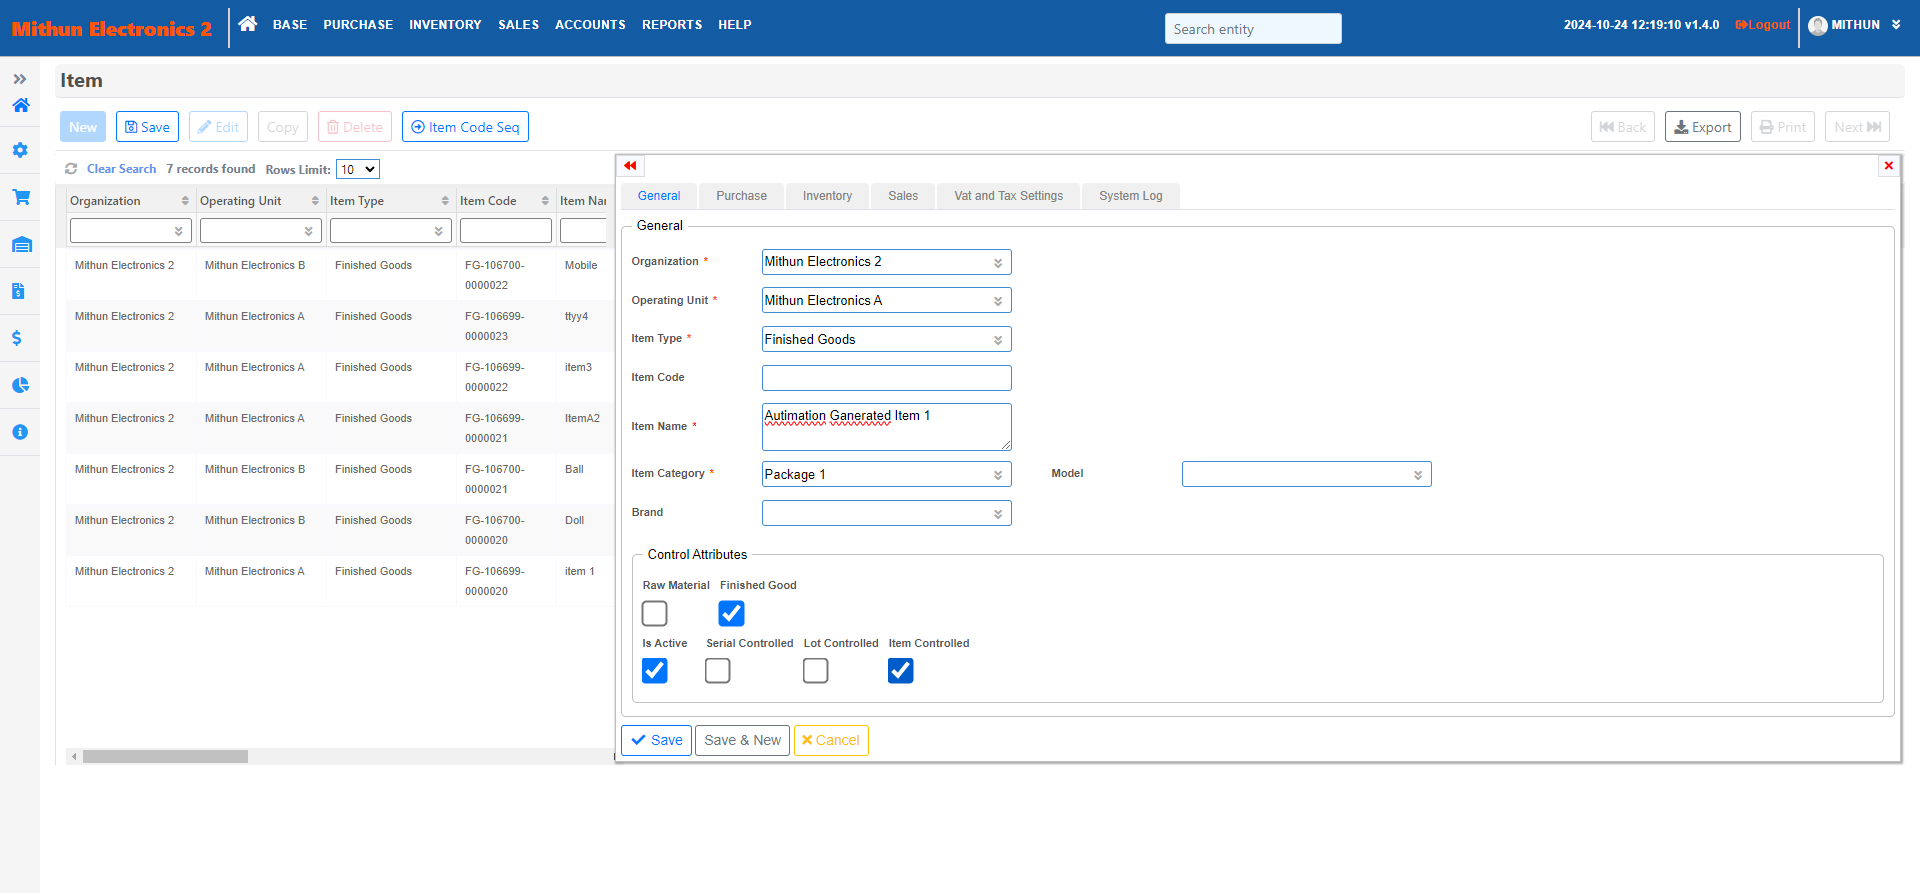 Mithun Electronics 2 BASE PURCHASE INVENTORY SALES ACCOUNTS REPORTS HELP Search entity 2024-10-24 12:19:10 v1.4.0 Logout MITHUN
Item
New Save Edit Copy Delete Item Code Seq Back Export Print Next
Clear Search 7 records found Rows Limit: 10
Organization Operating Unit Item Type Item Code Item Nar
Mithun Electronics 2 Mithun Electronics B Finished Goods FG-106700- Mobile
0000022
Mithun Electronics 2 Mithun Electronics A Finished Goods FG-106699- ttyy4
0000023
Mithun Electronics 2 Mithun Electronics A Finished Goods FG-106699- item3
0000022
Mithun Electronics 2 Mithun Electronics A Finished Goods FG-106699- ItemA2
0000021
Mithun Electronics 2 Mithun Electronics B Finished Goods FG-106700- Ball
0000021
Mithun Electronics 2 Mithun Electronics B Finished Goods FG-106700- Doll
0000020
Mithun Electronics 2 Mithun Electronics A Finished Goods FG-106699- item 1
0000020
General Purchase Inventory Sales Vat and Tax Settings System Log
General
Organization * Mithun Electronics 2
Operating Unit * Mithun Electronics A
Item Type * Finished Goods
Item Code
Item Name * Autimation Ganerated Item 1
Item Category * Package 1 Model
Brand
Control Attributes
Raw Material Finished Good
Is Active Serial Controlled Lot Controlled Item Controlled
Save Save & New Cancel